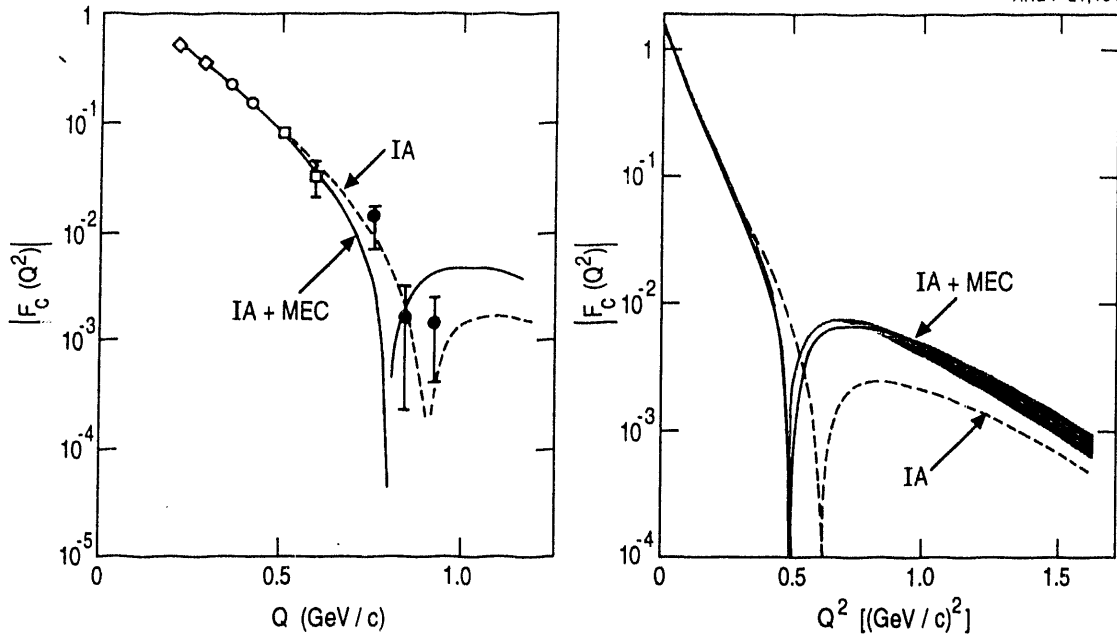 1
10^-1
10^-2
10^-3
10^-4
10^-5
|F_C (Q^2)|
IA
IA + MEC
0
0.5
1.0
Q (GeV / c)
1
10^-1
10^-2
10^-3
10^-4
|F_C (Q^2)|
IA + MEC
IA
0
0.5
1.0
1.5
Q^2 [(GeV / c)^2]